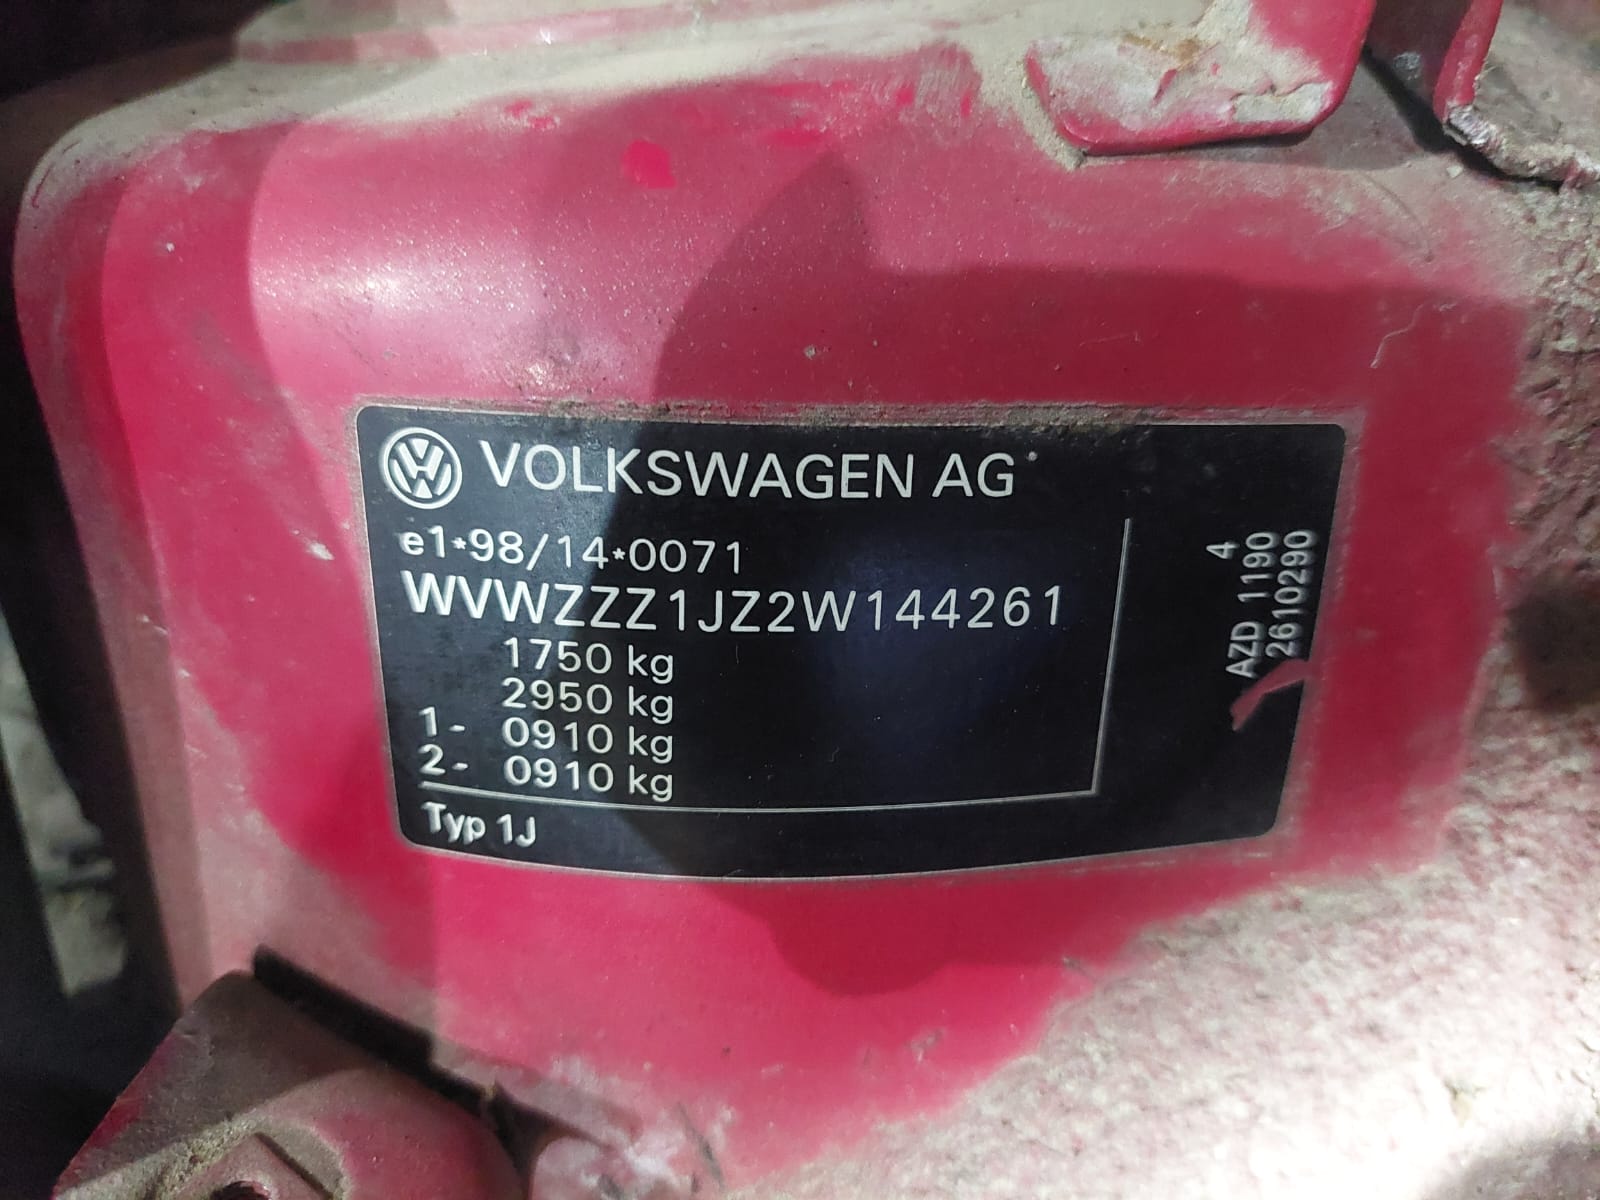 VOLKSWAGEN AG
e1*98/14*0071
WVWZZZ1JZ2W144261
1750 kg
2950 kg
1- 0910 kg
2- 0910 kg
Typ 1J
4
AZD 1190
2610290